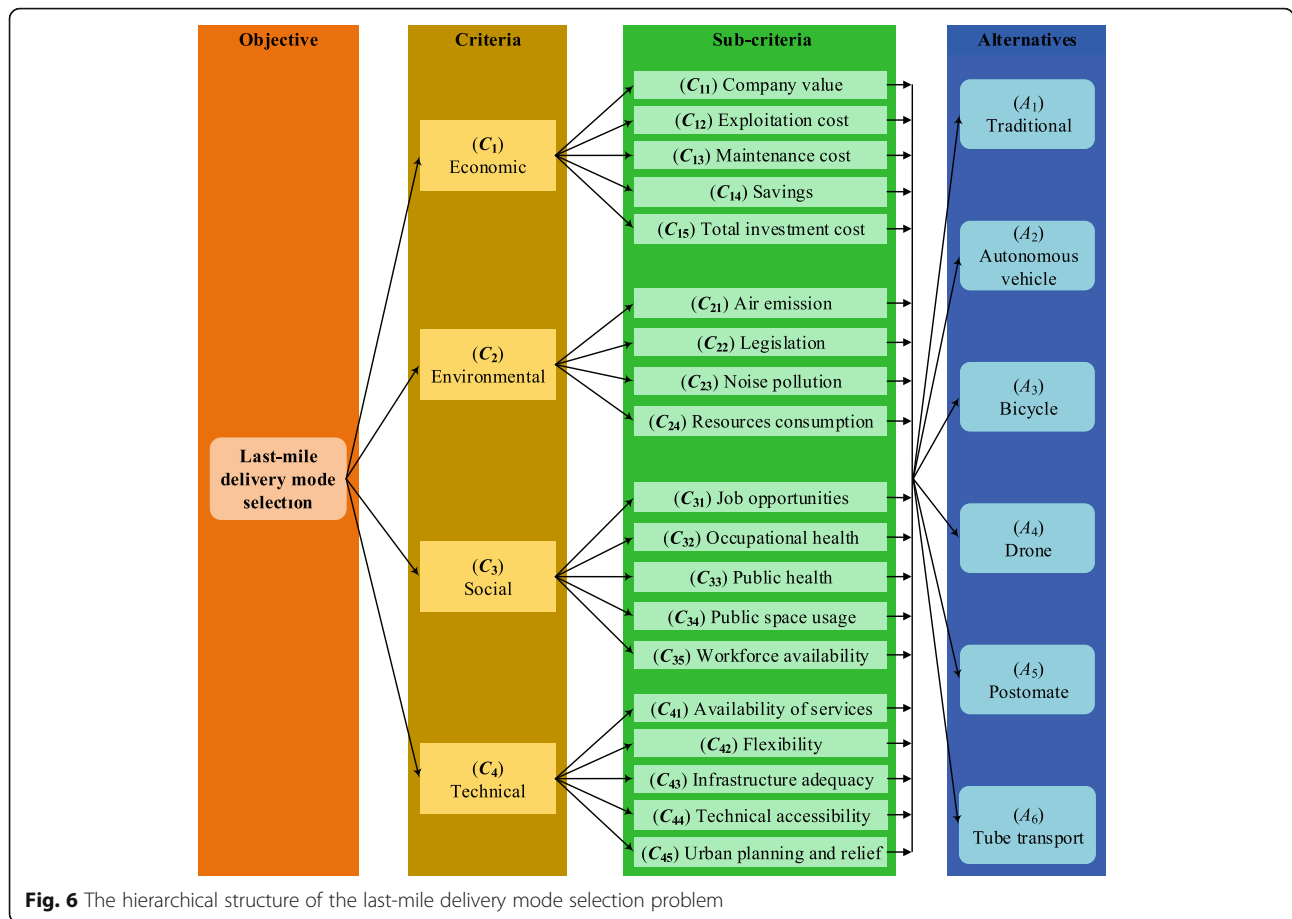 Objective
Criteria
Sub-criteria
Alternatives
Last-mile
delivery mode
selection
(C1)
Economic
(C2)
Environmental
(C3)
Social
(C4)
Technical
(C11) Company value
(C12) Exploitation cost
(C13) Maintenance cost
(C14) Savings
(C15) Total investment cost
(C21) Air emission
(C22) Legislation
(C23) Noise pollution
(C24) Resources consumption
(C31) Job opportunities
(C32) Occupational health
(C33) Public health
(C34) Public space usage
(C35) Workforce availability
(C41) Availability of services
(C42) Flexibility
(C43) Infrastructure adequacy
(C44) Technical accessibility
(C45) Urban planning and relief
(A1)
Traditional
(A2)
Autonomous
vehicle
(A3)
Bicycle
(A4)
Drone
(A5)
Postomate
(A6)
Tube transport
Fig. 6 The hierarchical structure of the last-mile delivery mode selection problem